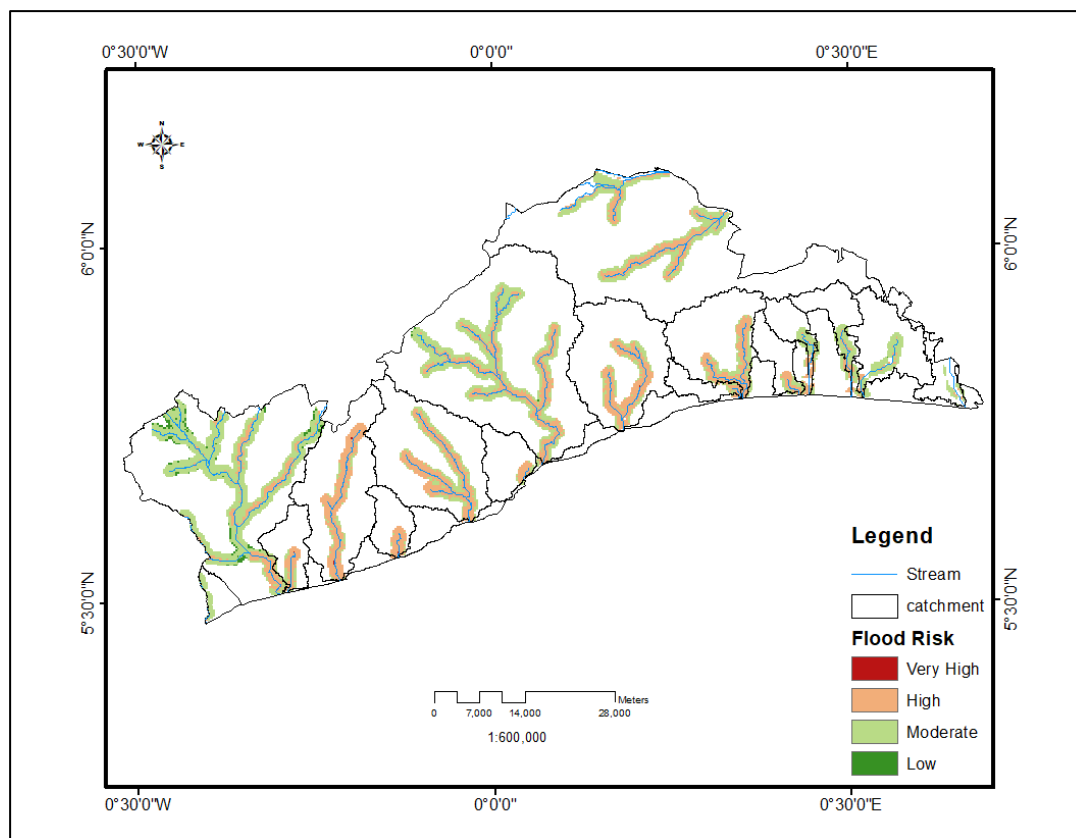 0°30'0"W 0°0'0" 0°30'0"E
N
W E
S
6°0'0"N 6°0'0"N
Legend
Stream
catchment
5°30'0"N 5°30'0"N
Flood Risk
Very High
High
Moderate
Low
Meters
0 7,000 14,000 28,000
1:600,000
0°30'0"W 0°0'0" 0°30'0"E